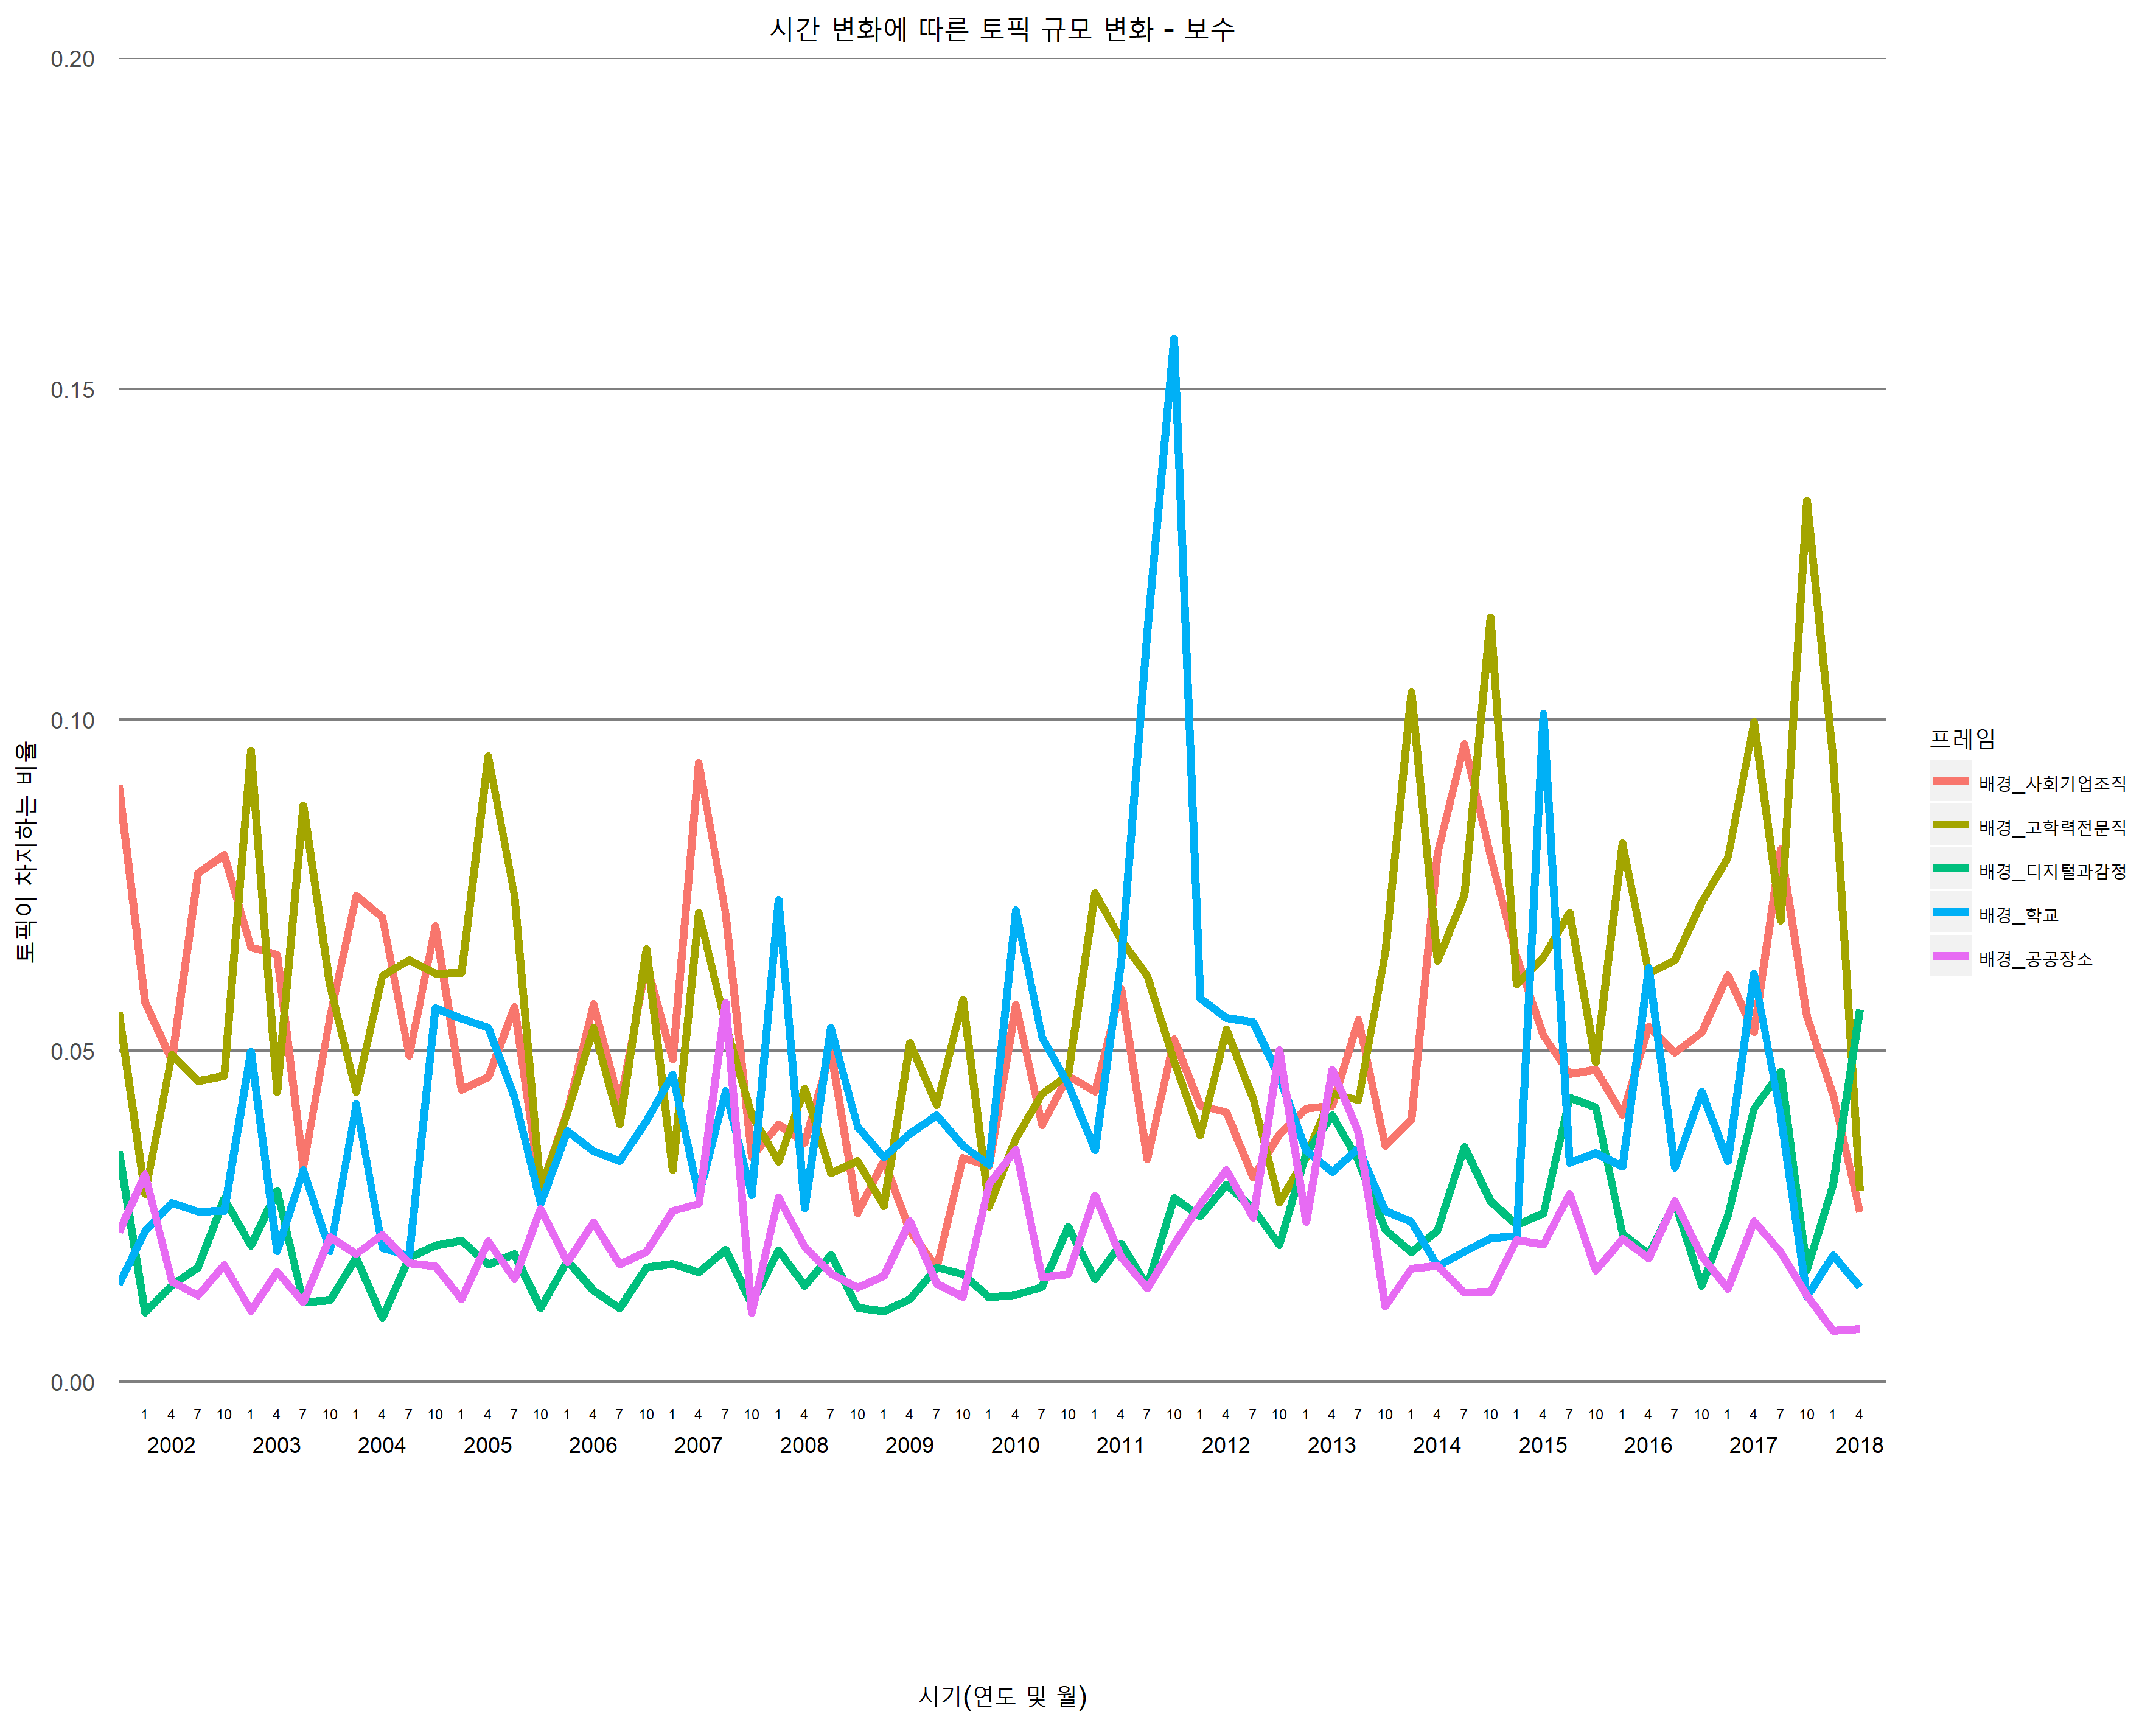 시간 변화에 따른 토픽 규모 변화 - 보수
0.20
0.15
0.10
0.05
0.00
토픽이 차지하는 비율
프레임
배경_사회기업조직
배경_고학력전문직
배경_디지털과감정
배경_학교
배경_공공장소
1 4 7 10 1 4 7 10 1 4 7 10 1 4 7 10 1 4 7 10 1 4 7 10 1 4 7 10 1 4 7 10 1 4 7 10 1 4 7 10 1 4 7 10 1 4 7 10 1 4 7 10 1 4 7 10 1 4 7 10 1 4 7 10 1 4
2002 2003 2004 2005 2006 2007 2008 2009 2010 2011 2012 2013 2014 2015 2016 2017 2018
시기(연도 및 월)